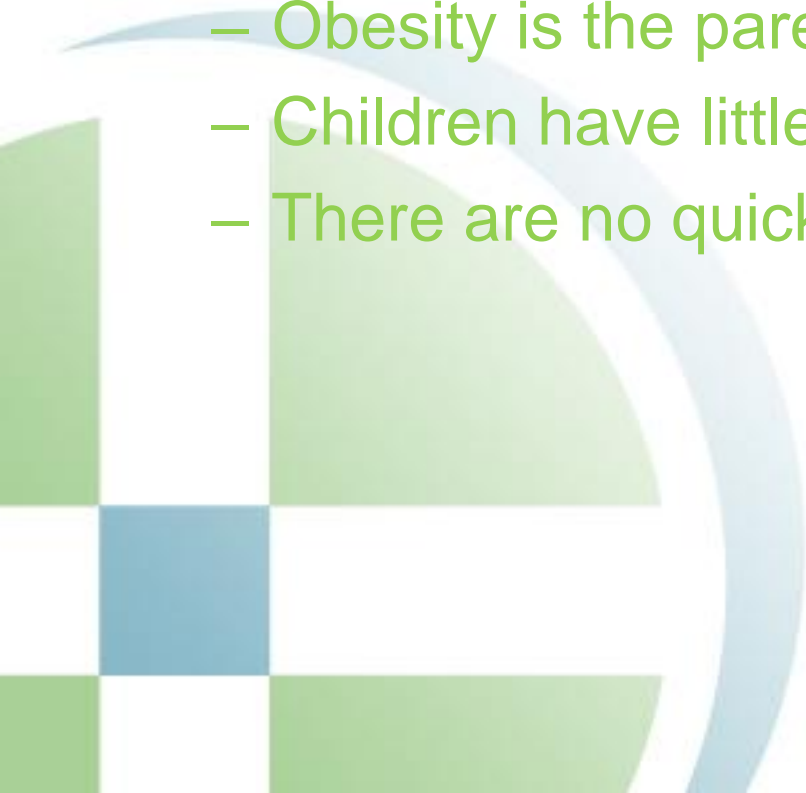 – Obesity is the pare
– Children have little
– There are no quick